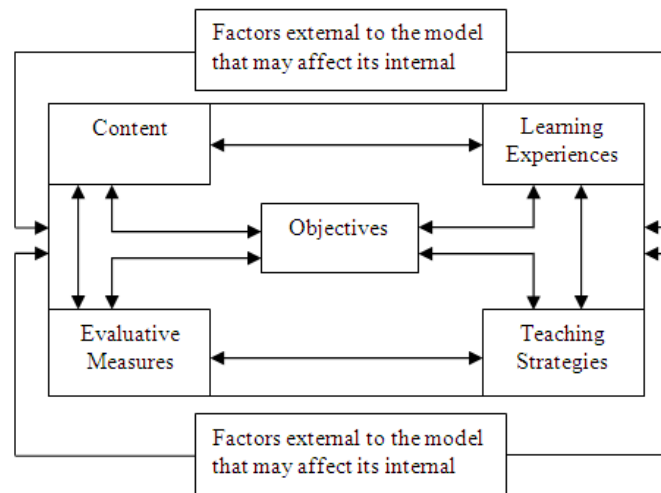 Factors external to the model
that may affect its internal
Content
Learning
Experiences
Objectives
Evaluative
Measures
Teaching
Strategies
Factors external to the model
that may affect its internal